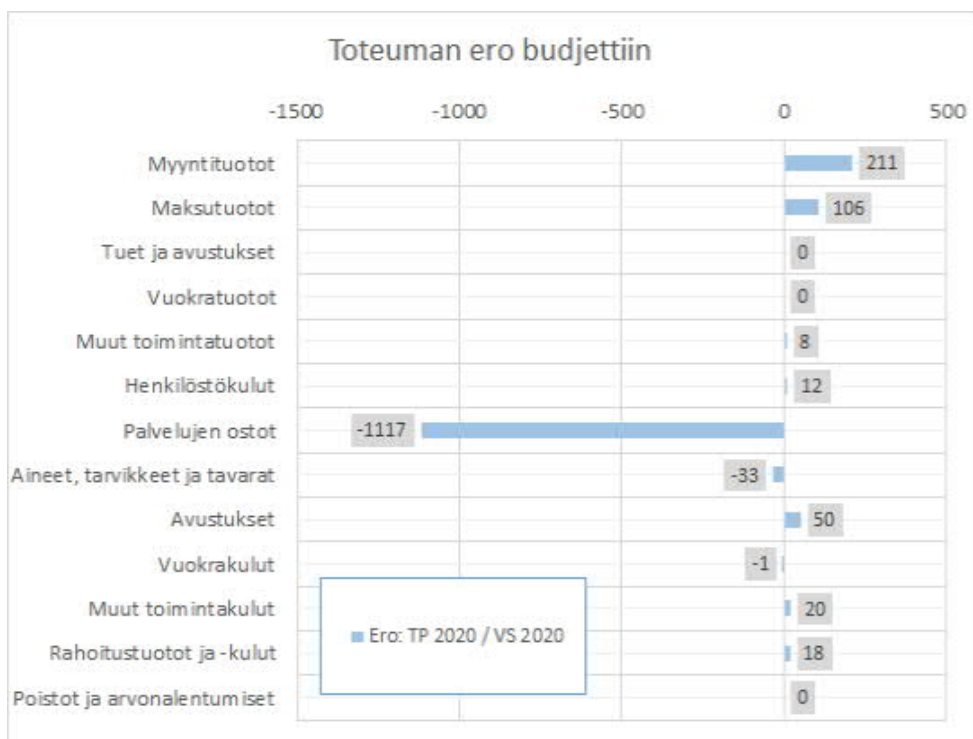 Toteuman ero budjettiin
-1500 -1000 -500 0 500
Myyntituotot 211
Maksutuotot 106
Tuet ja avustukset 0
Vuokratuotot 0
Muut toimintatuotot 8
Henkilöstökulut 12
Palvelujen ostot -1117
Aineet, tarvikkeet ja tavarat -33
Avustukset 50
Vuokrakulut -1
Muut toimintakulut 20
Ero: TP 2020 / VS 2020
Rahoitustuotot ja -kulut 18
Poistot ja arvonalentumiset 0